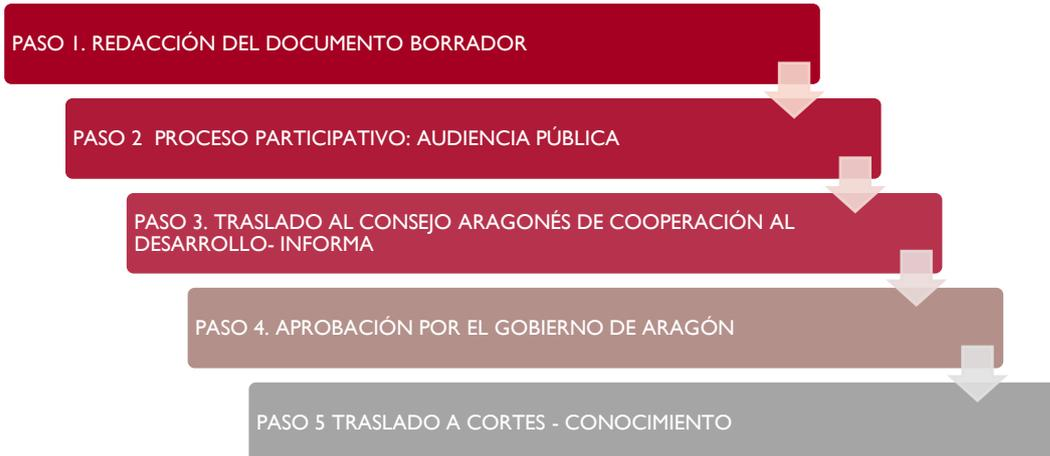 PASO 1. REDACCIÓN DEL DOCUMENTO BORRADOR
PASO 2  PROCESO PARTICIPATIVO: AUDIENCIA PÚBLICA
PASO 3. TRASLADO AL CONSEJO ARAGONÉS DE COOPERACIÓN AL
DESARROLLO- INFORMA
PASO 4. APROBACIÓN POR EL GOBIERNO DE ARAGÓN
PASO 5 TRASLADO A CORTES - CONOCIMIENTO